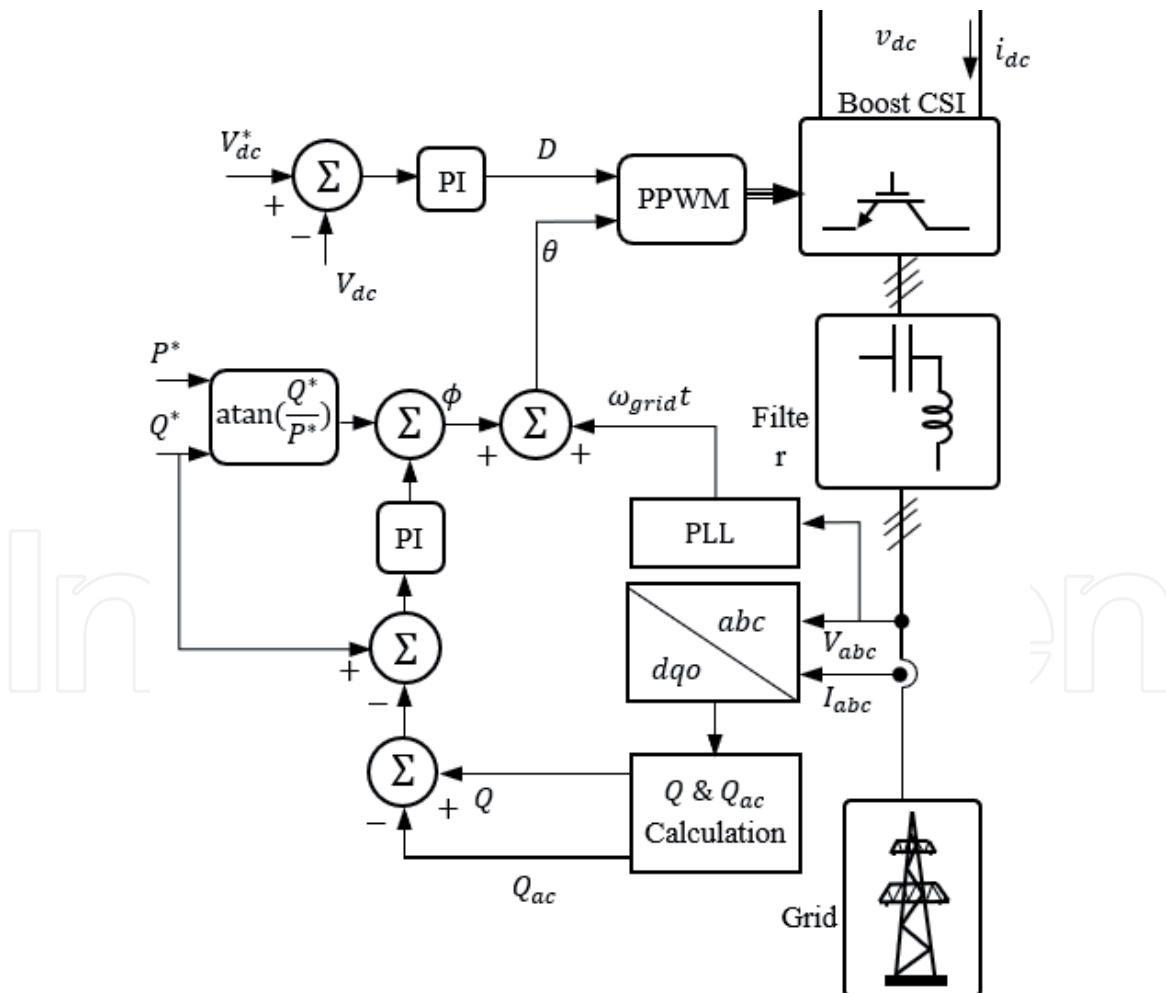 v_dc
i_dc
Boost CSI
V*_dc
+
Σ
−
V_dc
PI
D
PPWM
θ
P*
Q*
atan(Q*/P*)
Σ
ϕ
+
Σ
+
ω_grid t
Filte
r
PI
PLL
+
Σ
−
abc
dqo
V_abc
I_abc
Σ
+
−
Q
Q & Q_ac
Calculation
Q_ac
Grid